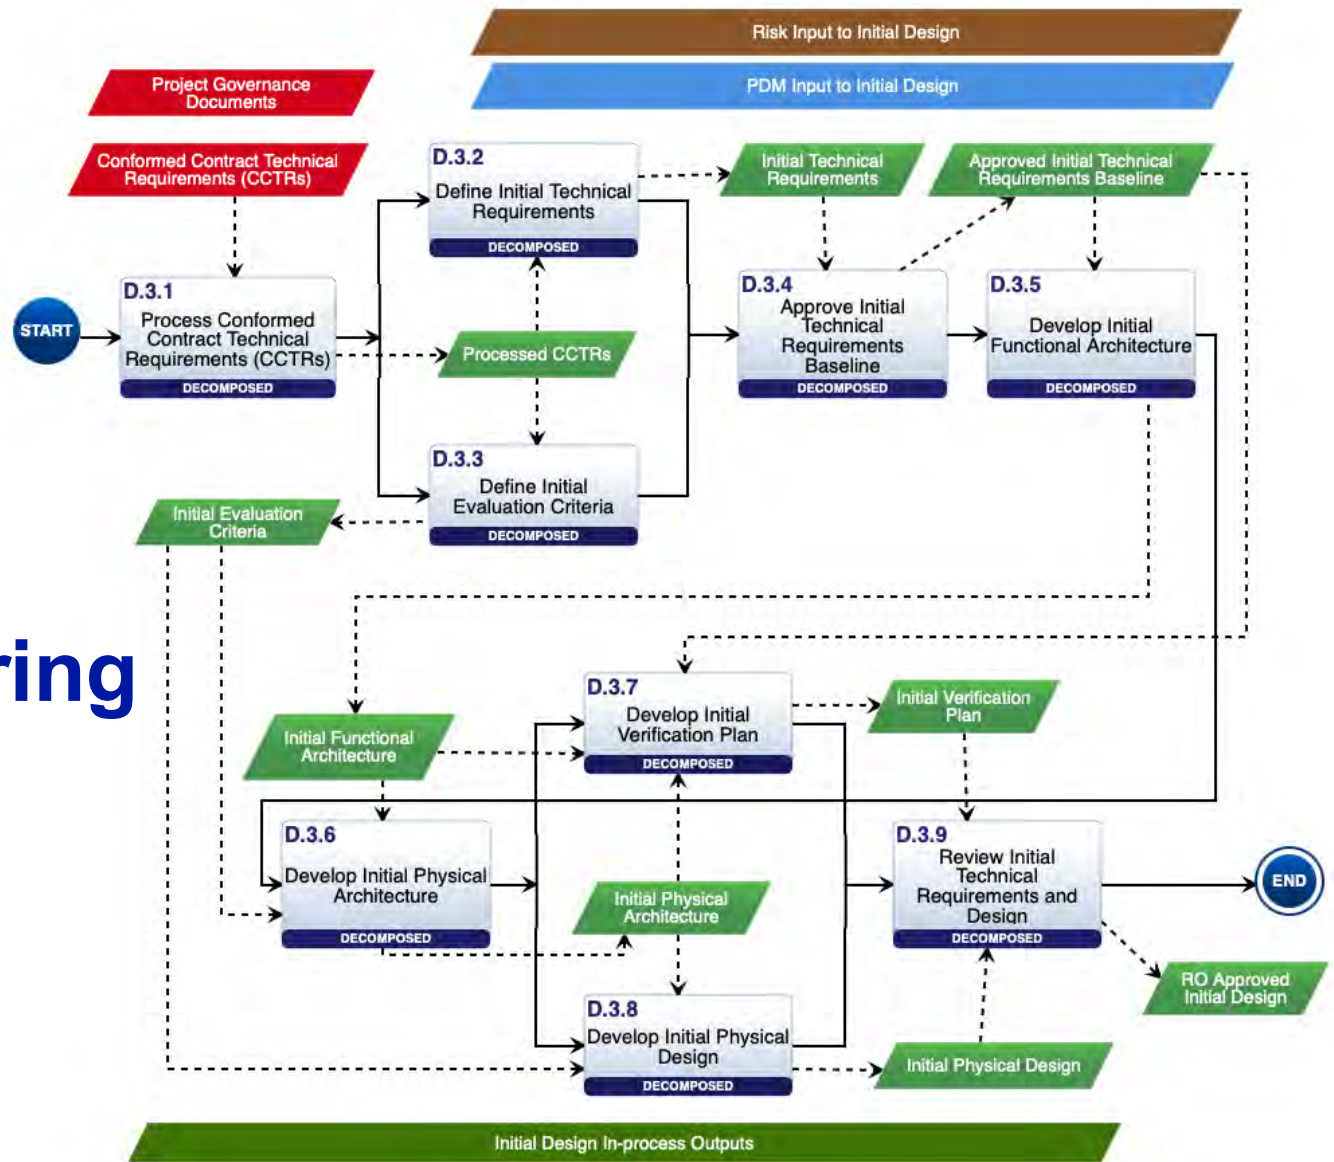 Risk Input to Initial Design
PDM Input to Initial Design
Project Governance
Documents
Conformed Contract Technical
Requirements (CCTRs)
D.3.2
Define Initial Technical
Requirements
DECOMPOSED
Initial Technical
Requirements
Approved Initial Technical
Requirements Baseline
START
D.3.1
Process Conformed
Contract Technical
Requirements (CCTRs)
DECOMPOSED
Processed CCTRs
D.3.4
Approve Initial
Technical
Requirements
Baseline
DECOMPOSED
D.3.5
Develop Initial
Functional Architecture
DECOMPOSED
D.3.3
Define Initial
Evaluation Criteria
DECOMPOSED
Initial Evaluation
Criteria
ring
D.3.7
Develop Initial
Verification Plan
DECOMPOSED
Initial Verification
Plan
Initial Functional
Architecture
D.3.6
Develop Initial Physical
Architecture
DECOMPOSED
Initial Physical
Architecture
D.3.9
Review Initial
Technical
Requirements and
Design
DECOMPOSED
END
RO Approved
Initial Design
D.3.8
Develop Initial Physical
Design
DECOMPOSED
Initial Physical Design
Initial Design In-process Outputs